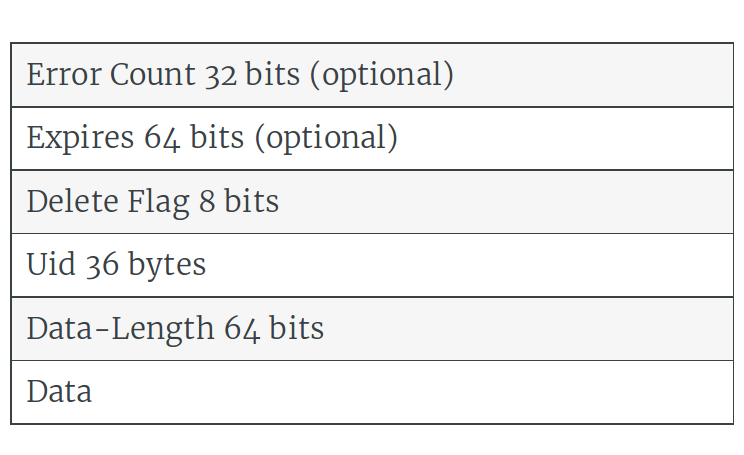 Error Count 32 bits (optional)
Expires 64 bits (optional)
Delete Flag 8 bits
Uid 36 bytes
Data-Length 64 bits
Data